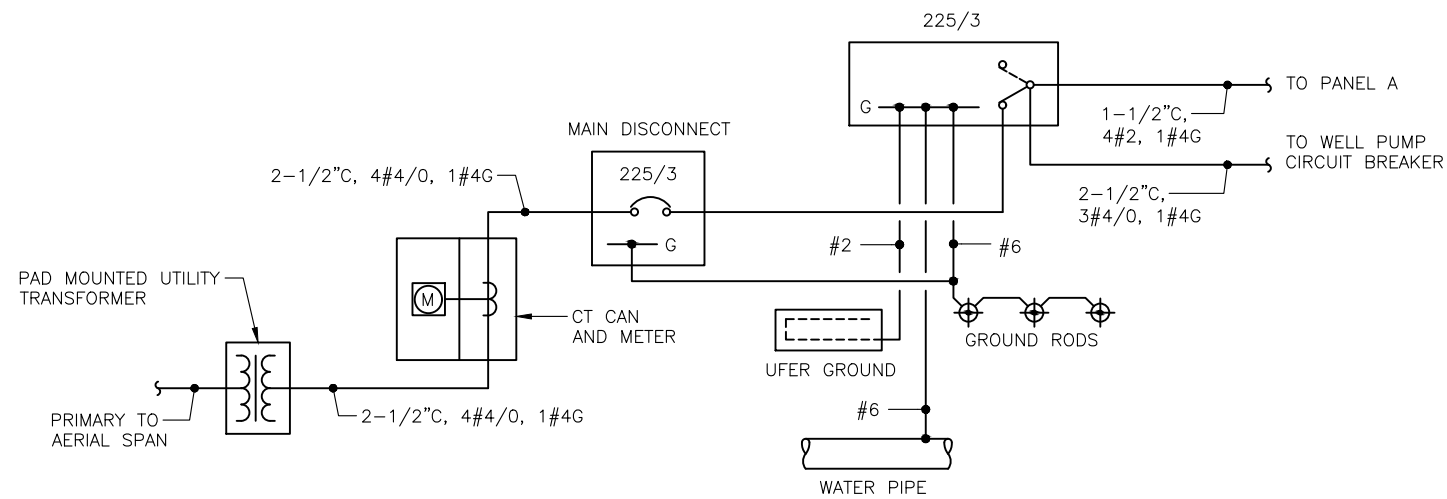 225/3
G
TO PANEL A
1-1/2"C,
4#2, 1#4G
TO WELL PUMP
CIRCUIT BREAKER
2-1/2"C,
3#4/0, 1#4G
MAIN DISCONNECT
225/3
G
2-1/2"C, 4#4/0, 1#4G
#2
#6
PAD MOUNTED UTILITY
TRANSFORMER
M
CT CAN
AND METER
GROUND RODS
UFER GROUND
PRIMARY TO
AERIAL SPAN
2-1/2"C, 4#4/0, 1#4G
#6
WATER PIPE